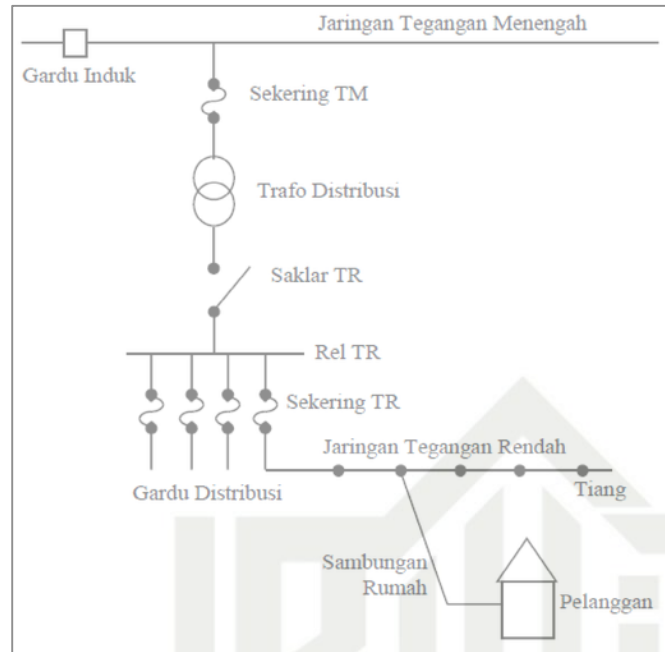 Jaringan Tegangan Menengah
Gardu Induk
Sekering TM
Trafo Distribusi
Saklar TR
Rel TR
Sekering TR
Jaringan Tegangan Rendah
Gardu Distribusi
Tiang
Sambungan
Rumah
Pelanggan